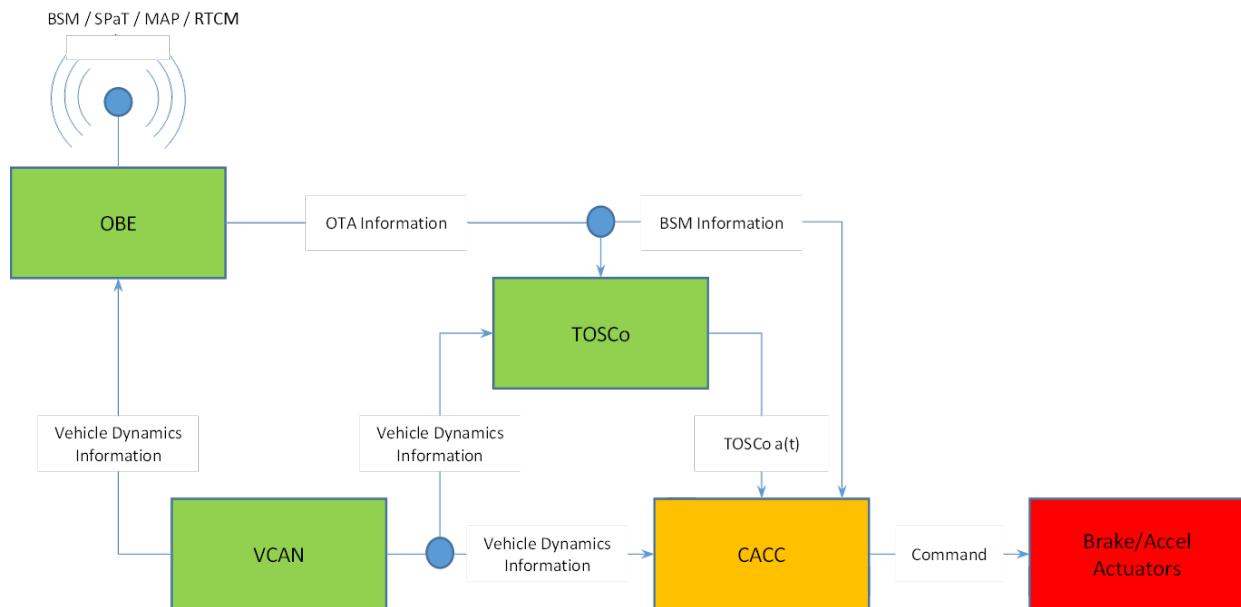 BSM / SPaT / MAP / RTCM
OBE
OTA Information
BSM Information
TOSCo
Vehicle Dynamics
Information
Vehicle Dynamics
Information
TOSCo a(t)
VCAN
Vehicle Dynamics
Information
CACC
Command
Brake/Accel
Actuators